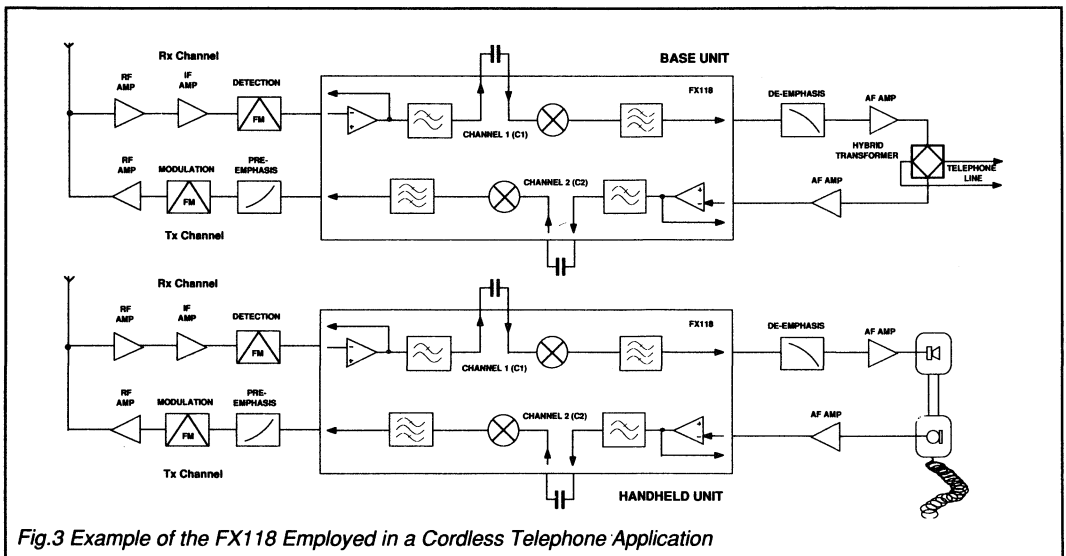 Rx Channel
BASE UNIT
RF
AMP
IF
AMP
DETECTION
FM
FX118
CHANNEL 1 (C1)
DE-EMPHASIS
AF AMP
HYBRID
TRANSFORMER
TELEPHONE
LINE
RF
AMP
MODULATION
FM
PRE-
EMPHASIS
CHANNEL 2 (C2)
AF AMP
Tx Channel
Rx Channel
RF
AMP
IF
AMP
DETECTION
FM
FX118
CHANNEL 1 (C1)
DE-EMPHASIS
AF AMP
RF
AMP
MODULATION
FM
PRE-
EMPHASIS
CHANNEL 2 (C2)
AF AMP
Tx Channel
HANDHELD UNIT
Fig.3 Example of the FX118 Employed in a Cordless Telephone Application